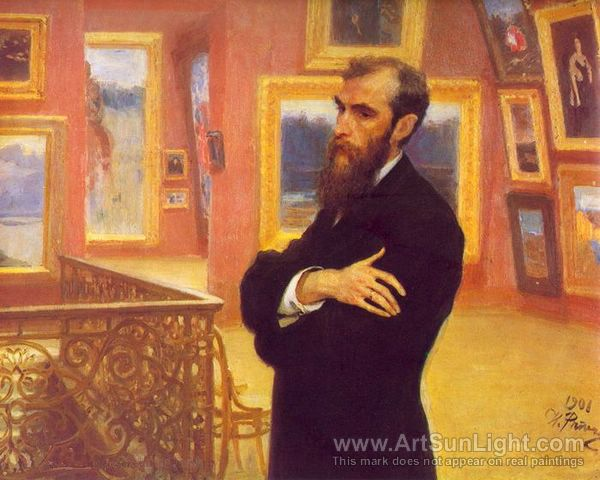 1901
www.ArtSunLight.com
This mark does not appear on real paintings